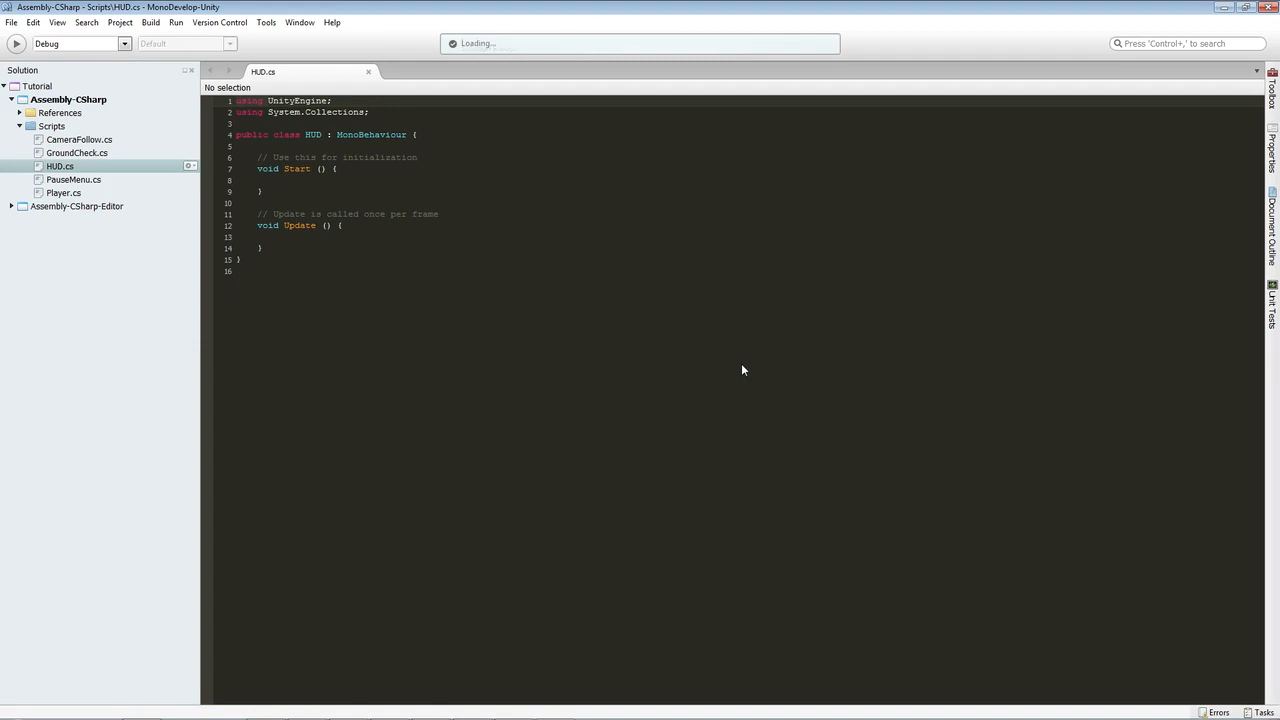 Assembly-CSharp - Scripts\HUD.cs - MonoDevelop-Unity
File Edit View Search Project Build Run Version Control Tools Window Help
Debug Default Loading... Press 'Control+,' to search
Solution
Tutorial
Assembly-CSharp
References
Scripts
CameraFollow.cs
GroundCheck.cs
HUD.cs
PauseMenu.cs
Player.cs
Assembly-CSharp-Editor
HUD.cs
No selection
1 using UnityEngine;
2 using System.Collections;
3
4 public class HUD : MonoBehaviour {
5
6 // Use this for initialization
7 void Start () {
8
9 }
10
11 // Update is called once per frame
12 void Update () {
13
14 }
15 }
16
Toolbox
Properties
Document Outline
Unit Tests
Errors Tasks